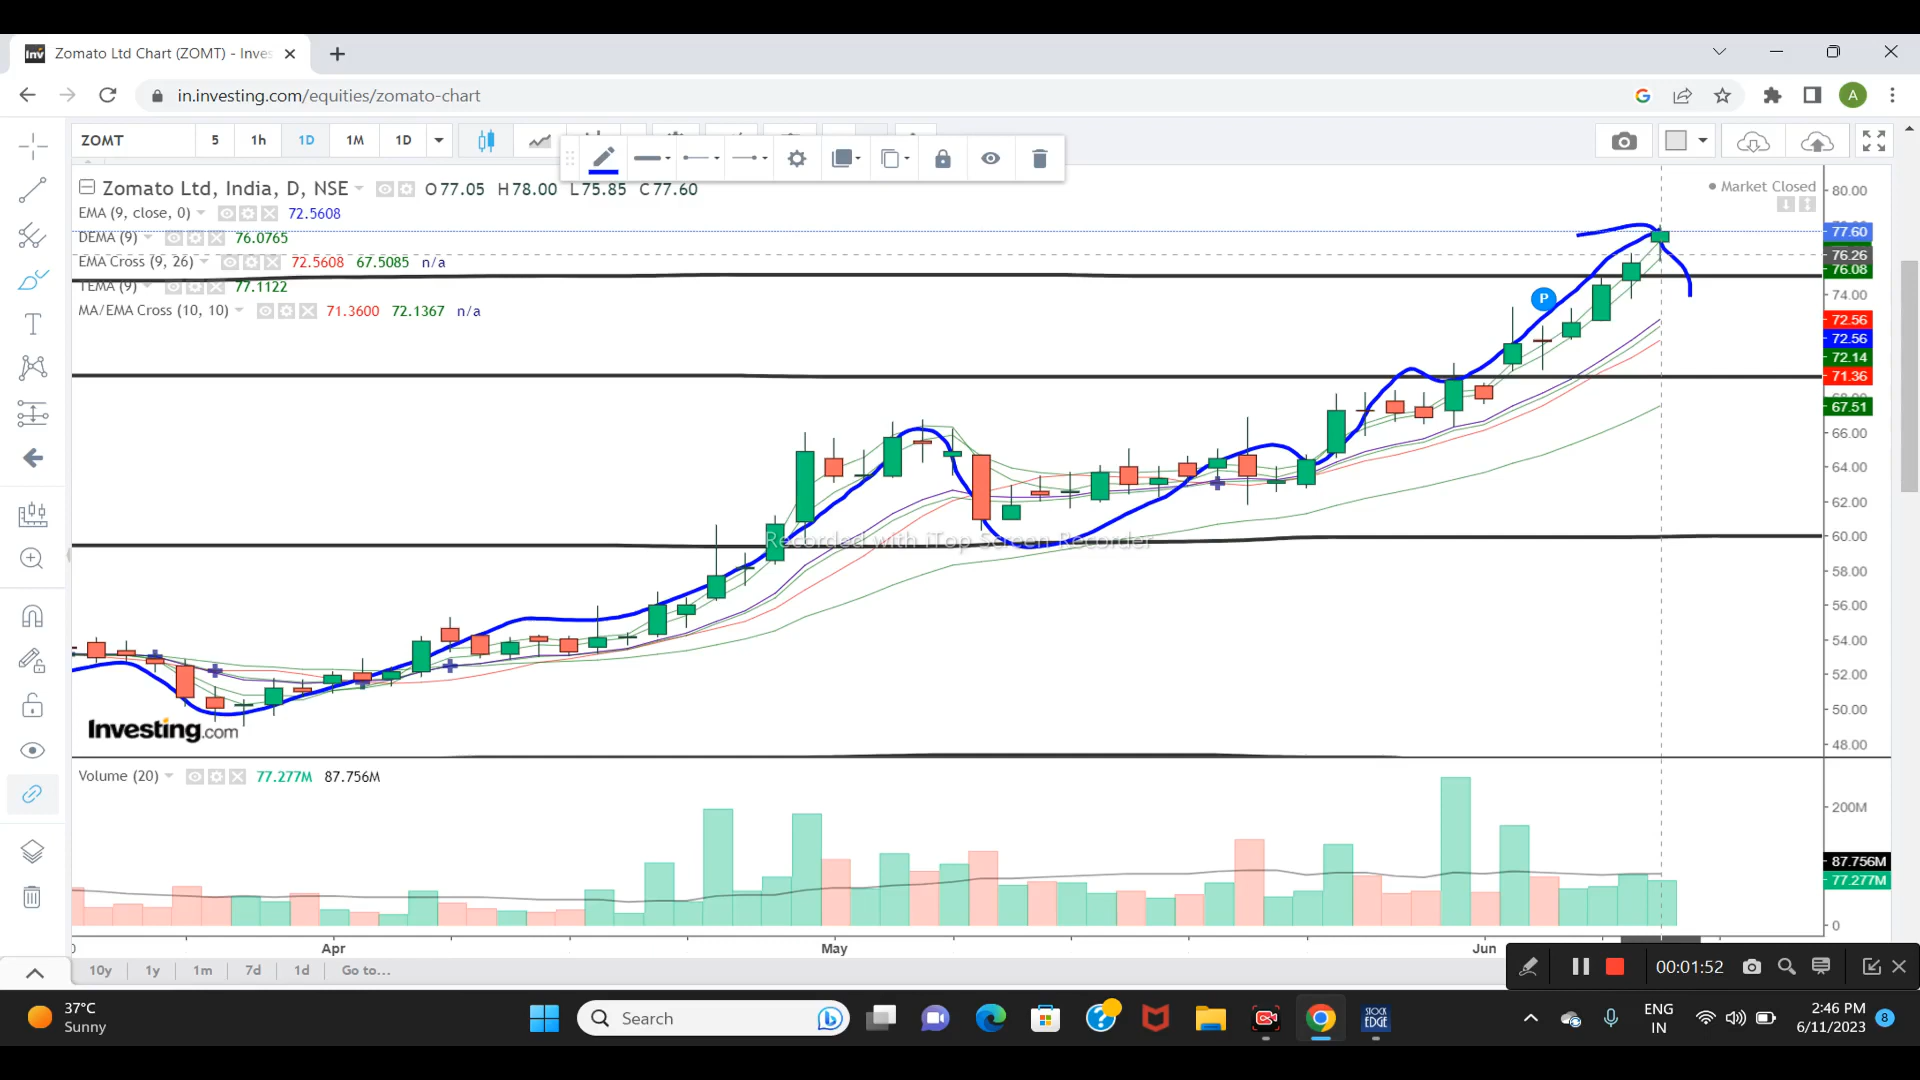 Inv Zomato Ltd Chart (ZOMT) - Inves
in.investing.com/equities/zomato-chart
A
ZOMT 5 1h 1D 1M 1D
Zomato Ltd, India, D, NSE O77.05 H78.00 L75.85 C77.60
Market Closed
EMA (9, close, 0) 72.5608
DEMA (9) 76.0765
EMA Cross (9, 26) 72.5608 67.5085 n/a
TEMA (9) 77.1122
MA/EMA Cross (10, 10) 71.3600 72.1367 n/a
80.00
77.60
76.26
76.08
74.00
72.56
72.56
72.14
71.36
67.51
66.00
64.00
62.00
60.00
58.00
56.00
54.00
52.00
50.00
48.00
P
T
Recorded with iTop Screen Recorder
Investing.com
Volume (20) 77.277M 87.756M
200M
87.756M
77.277M
0
Apr May Jun
10y 1y 1m 7d 1d Go to...
00:01:52
37°C
Sunny
Search
STOCK
EDGE
ENG
IN
2:46 PM
6/11/2023
8